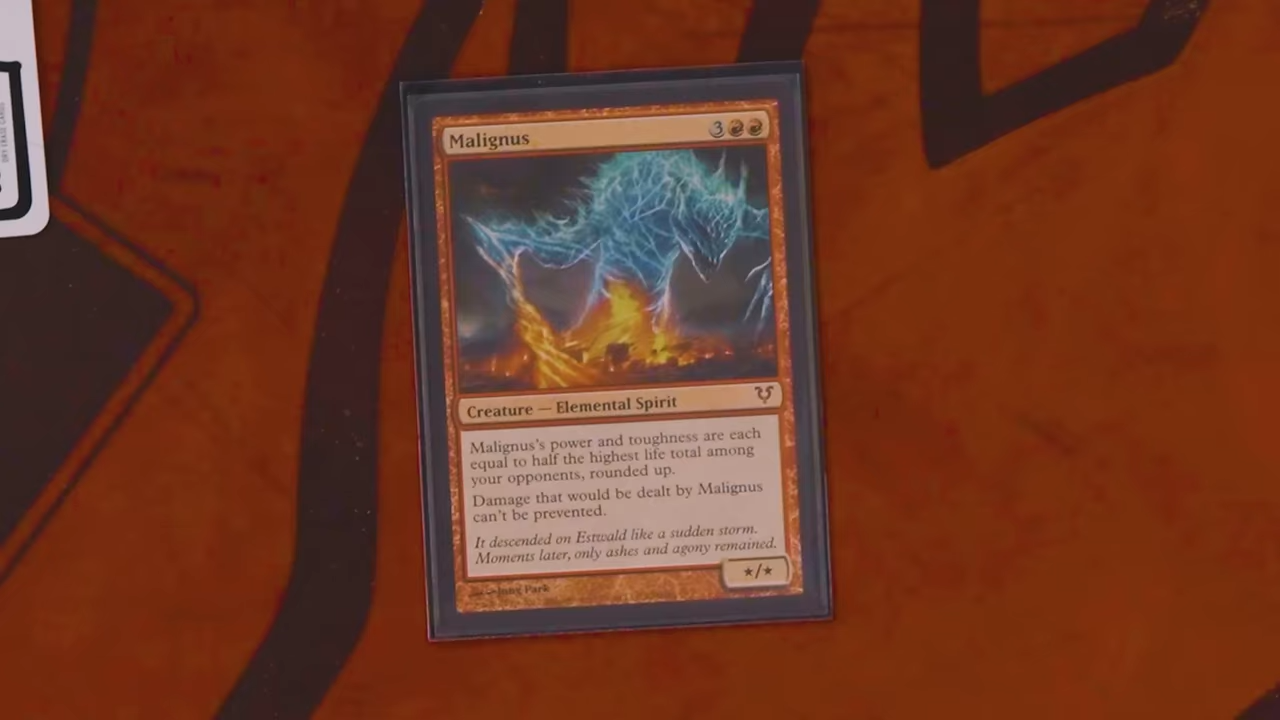 Malignus
3
Creature — Elemental Spirit
Malignus's power and toughness are each
equal to half the highest life total among
your opponents, rounded up.
Damage that would be dealt by Malignus
can't be prevented.
It descended on Estwald like a sudden storm.
Moments later, only ashes and agony remained.
★/★
Jung Park